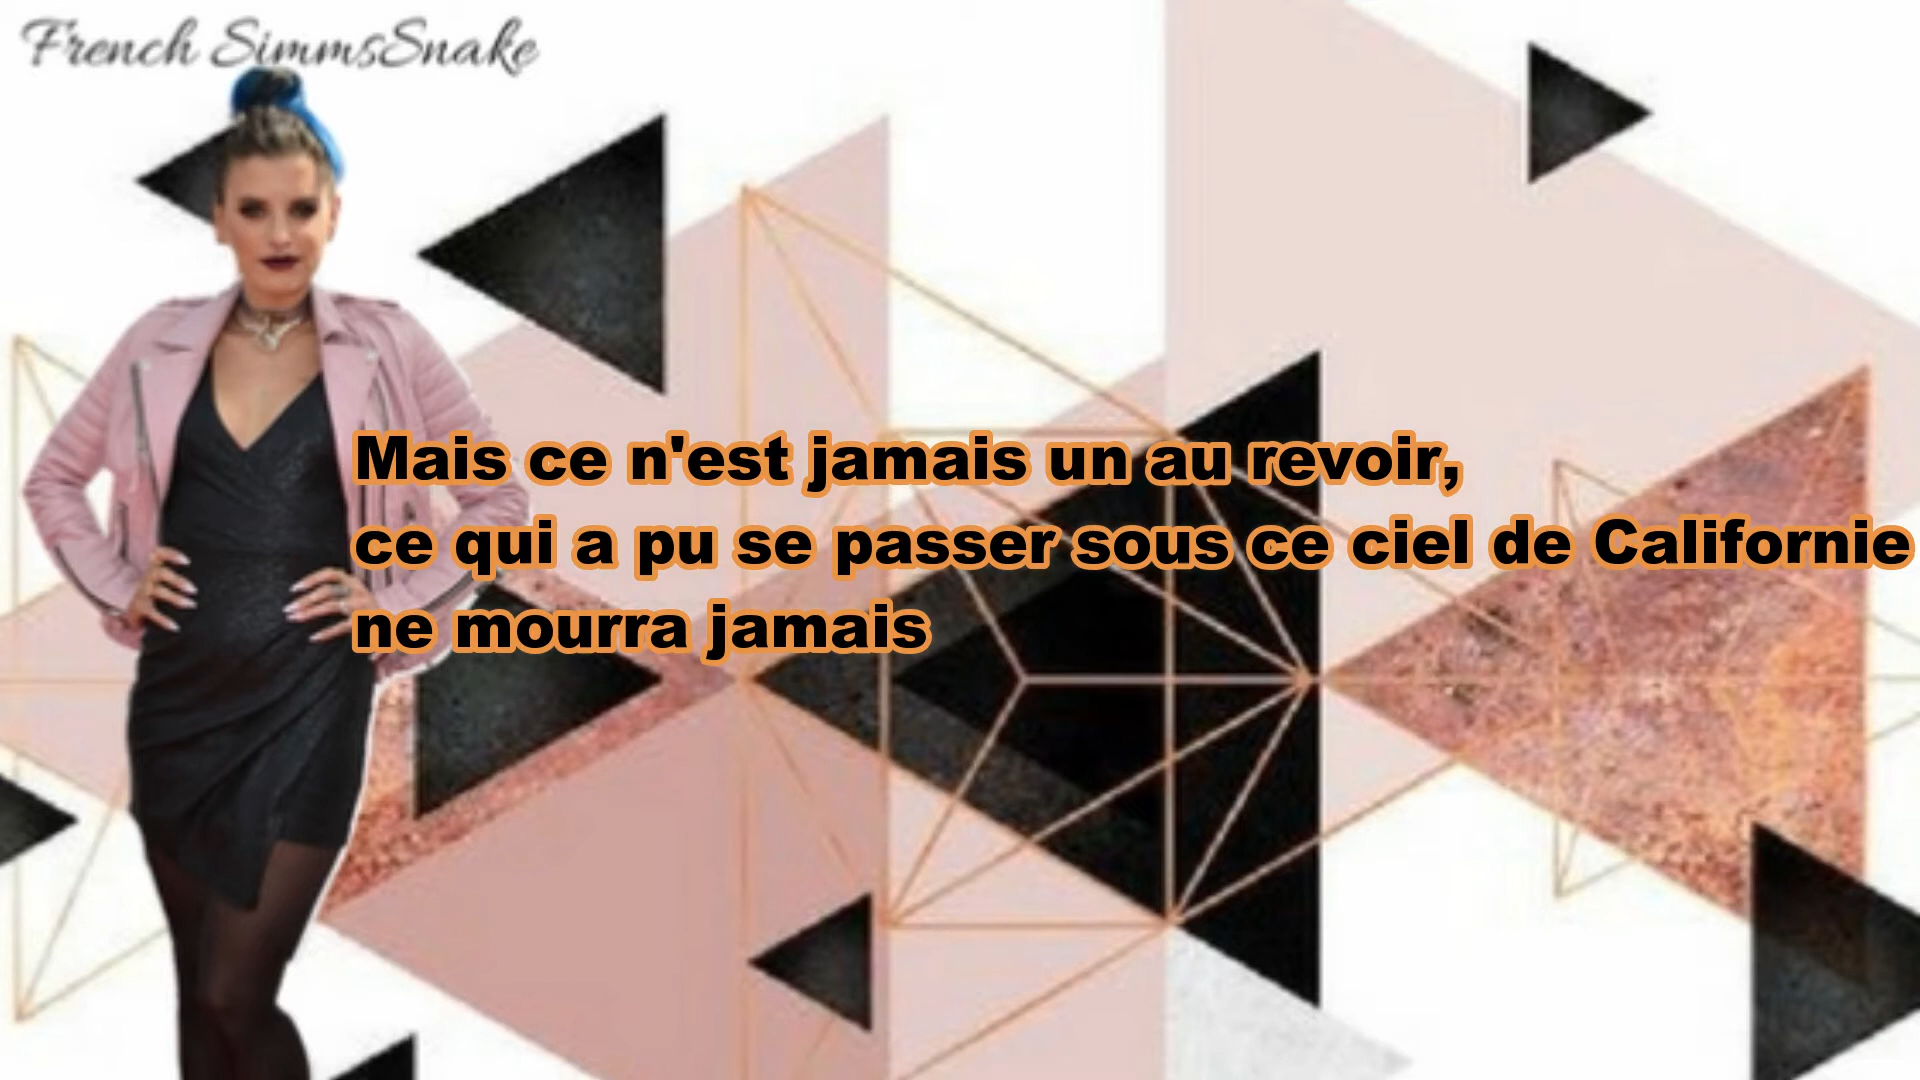 French SimmsSnake
Mais ce n'est jamais un au revoir,
ce qui a pu se passer sous ce ciel de Californie
ne mourra jamais